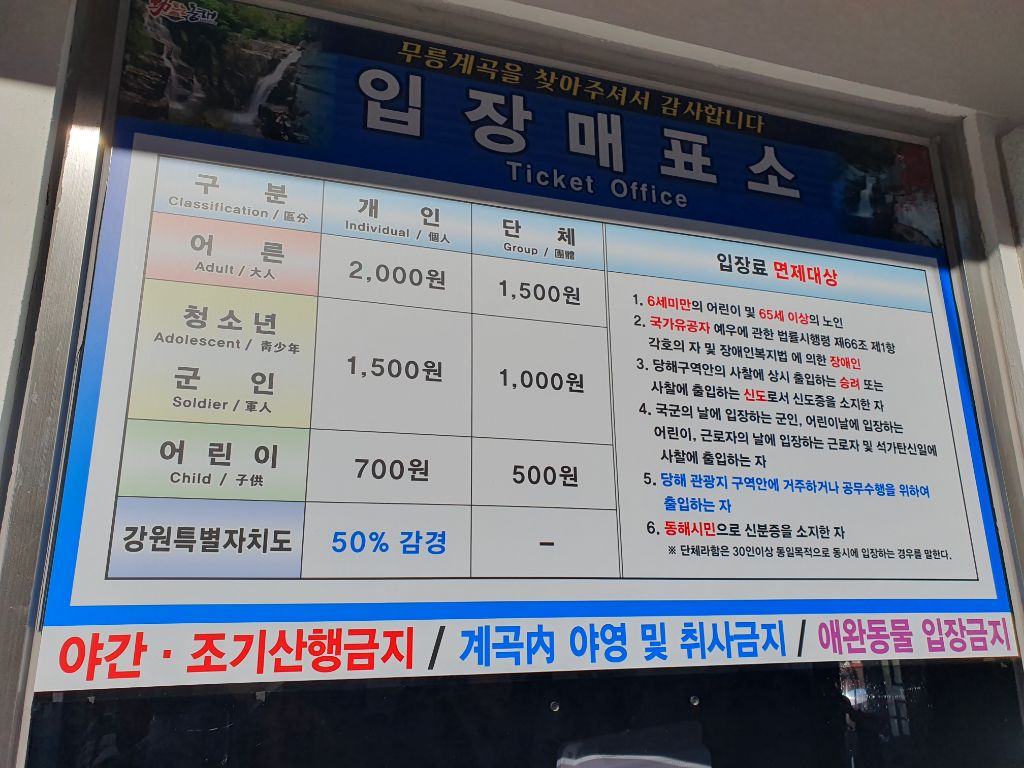 동해
무릉계곡을 찾아주셔서 감사합니다
입장매표소
Ticket Office
구 분 개 인 단 체
Classification / 區分 Individual / 個人 Group / 團體
어 른 2,000원 1,500원
Adult / 大人
청소년
Adolescent / 靑少年
1,500원 1,000원
군 인
Soldier / 軍人
어 린 이 700원 500원
Child / 子供
강원특별자치도 50% 감경 –
입장료 면제대상
1. 6세미만의 어린이 및 65세 이상의 노인
2. 국가유공자 예우에 관한 법률시행령 제66조 제1항
각호의 자 및 장애인복지법 에 의한 장애인
3. 당해구역안의 사찰에 상시 출입하는 승려 또는
사찰에 출입하는 신도로서 신도증을 소지한 자
4. 국군의 날에 입장하는 군인, 어린이날에 입장하는
어린이, 근로자의 날에 입장하는 근로자 및 석가탄신일에
사찰에 출입하는 자
5. 당해 관광지 구역안에 거주하거나 공무수행을 위하여
출입하는 자
6. 동해시민으로 신분증을 소지한 자
※ 단체라함은 30인이상 동일목적으로 동시에 입장하는 경우를 말한다.
야간 · 조기산행금지 / 계곡內 야영 및 취사금지 / 애완동물 입장금지